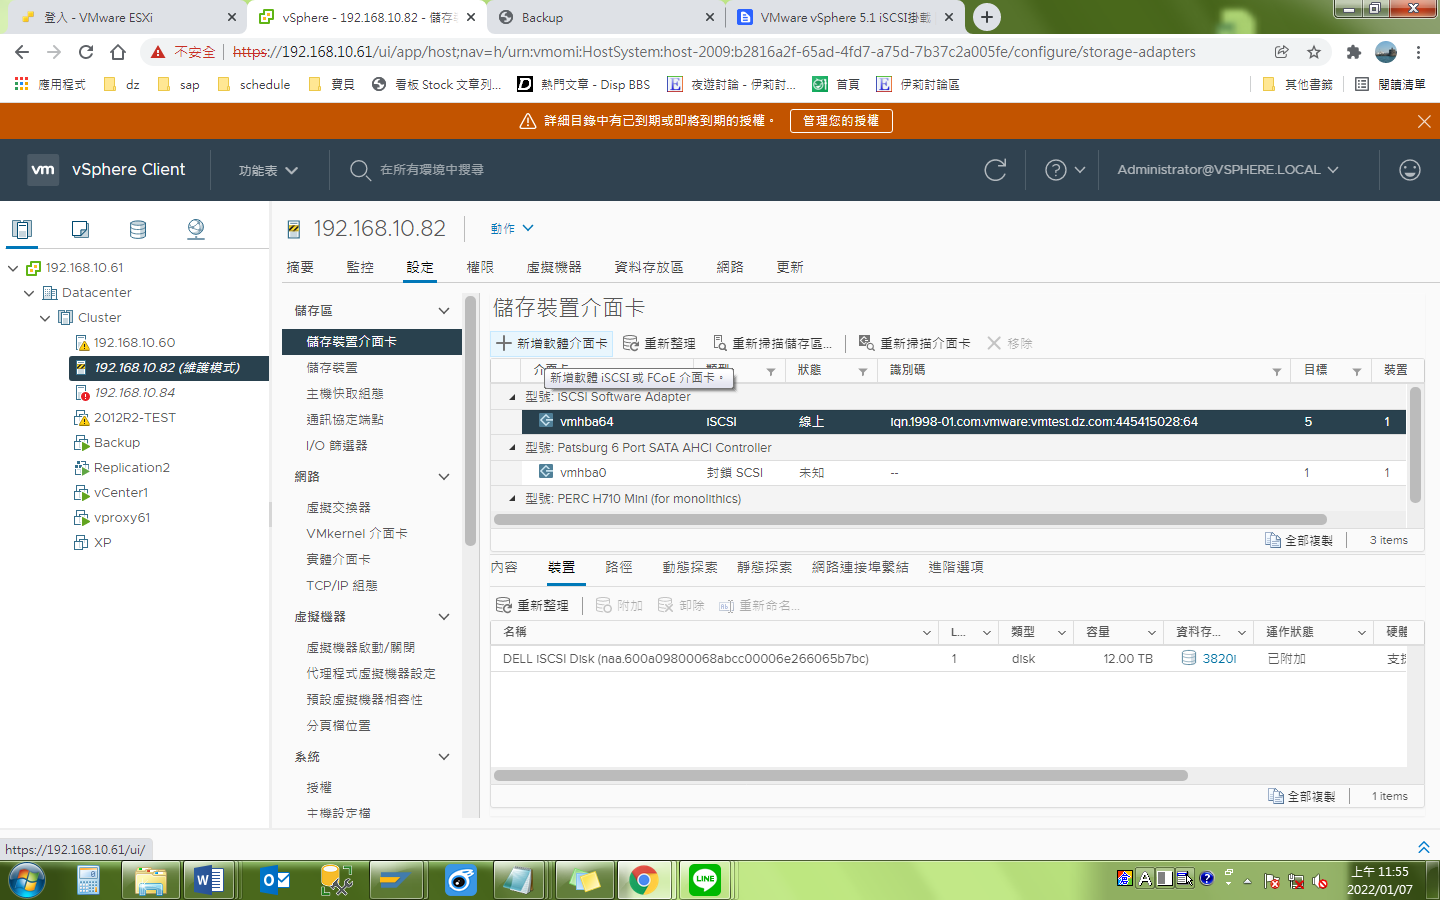 登入 - VMware ESXi
vSphere - 192.168.10.82 - 儲存
Backup
VMware vSphere 5.1 iSCSI掛載
不安全
https://192.168.10.61/ui/app/host;nav=h/urn:vmomi:HostSystem:host-2009:b2816a2f-65ad-4fd7-a75d-7b37c2a005fe/configure/storage-adapters
應用程式
dz
sap
schedule
寶貝
看板 Stock 文章列...
熱門文章 - Disp BBS
夜遊討論 - 伊莉討...
首頁
伊莉討論區
其他書籤
閱讀清單
詳細目錄中有已到期或即將到期的授權。
管理您的授權
vm
vSphere Client
功能表
在所有環境中搜尋
Administrator@VSPHERE.LOCAL
192.168.10.82
動作
摘要
監控
設定
權限
虛擬機器
資料存放區
網路
更新
192.168.10.61
Datacenter
Cluster
192.168.10.60
192.168.10.82 (維護模式)
192.168.10.84
2012R2-TEST
Backup
Replication2
vCenter1
vproxy61
XP
儲存區
儲存裝置介面卡
儲存裝置
主機快取組態
通訊協定端點
I/O 篩選器
網路
虛擬交換器
VMkernel 介面卡
實體介面卡
TCP/IP 組態
虛擬機器
虛擬機器啟動/關閉
代理程式虛擬機器設定
預設虛擬機器相容性
分頁檔位置
系統
授權
主機設定檔
儲存裝置介面卡
新增軟體介面卡
重新整理
重新掃描儲存區...
重新掃描介面卡
移除
介面卡
類型
狀態
識別碼
目標
裝置
新增軟體 iSCSI 或 FCoE 介面卡。
型號: iSCSI Software Adapter
vmhba64
iSCSI
線上
iqn.1998-01.com.vmware:vmtest.dz.com:445415028:64
5
1
型號: Patsburg 6 Port SATA AHCI Controller
vmhba0
封鎖 SCSI
未知
--
1
1
型號: PERC H710 Mini (for monolithics)
全部複製
3 items
內容
裝置
路徑
動態探索
靜態探索
網路連接埠繫結
進階選項
重新整理
附加
卸除
重新命名...
名稱
L...
類型
容量
資料存...
運作狀態
硬體
DELL iSCSI Disk (naa.600a09800068abcc00006e266065b7bc)
1
disk
12.00 TB
3820i
已附加
支援
全部複製
1 items
https://192.168.10.61/ui/
上午 11:55
2022/01/07